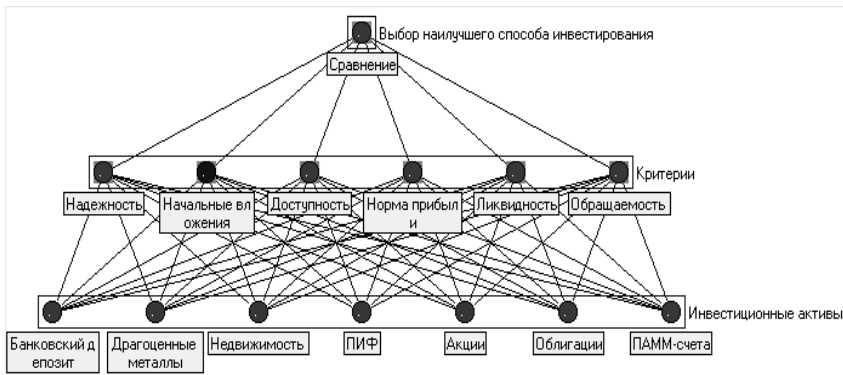 Выбор наилучшего способа инвестирования
Сравнение
Критерии
Надежность
Начальные вл
ожения
Доступность
Норма прибыл
и
Ликвидность
Обращаемость
Инвестиционные активы
Банковский д
епозит
Драгоценные
металлы
Недвижимость
ПИФ
Акции
Облигации
ПАММ-счета